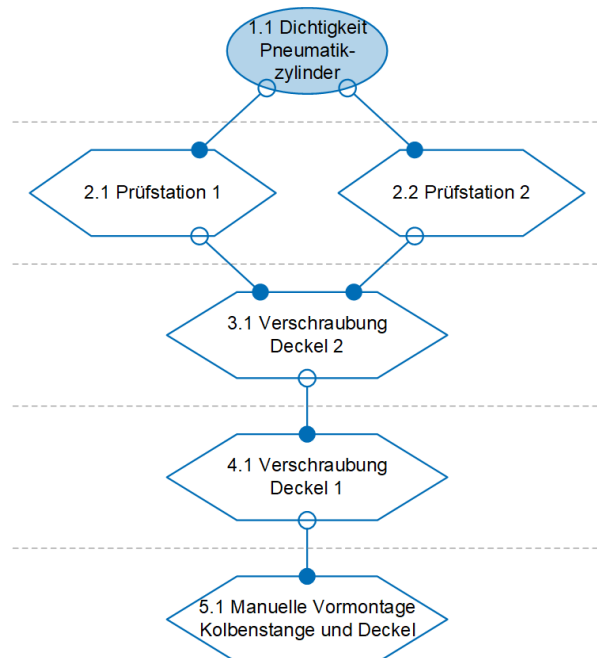 1.1 Dichtigkeit
Pneumatik-
zylinder
2.1 Prüfstation 1
2.2 Prüfstation 2
3.1 Verschraubung
Deckel 2
4.1 Verschraubung
Deckel 1
5.1 Manuelle Vormontage
Kolbenstange und Deckel